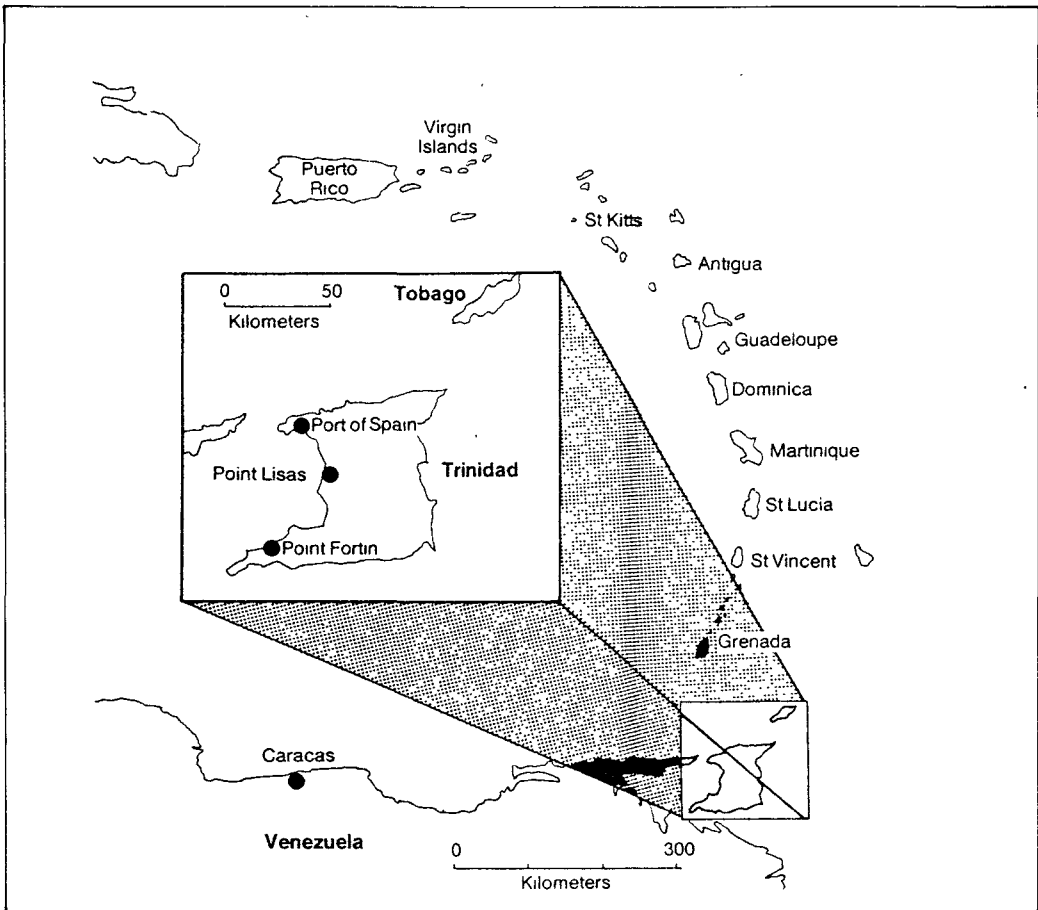 Virgin
Islands
Puerto
Rico
St Kitts
Antigua
0 50
Kilometers
Tobago
Guadeloupe
Dominica
Port of Spain
Martinique
Point Lisas
Trinidad
St Lucia
Point Fortin
St Vincent
Grenada
Caracas
Venezuela
0 300
Kilometers